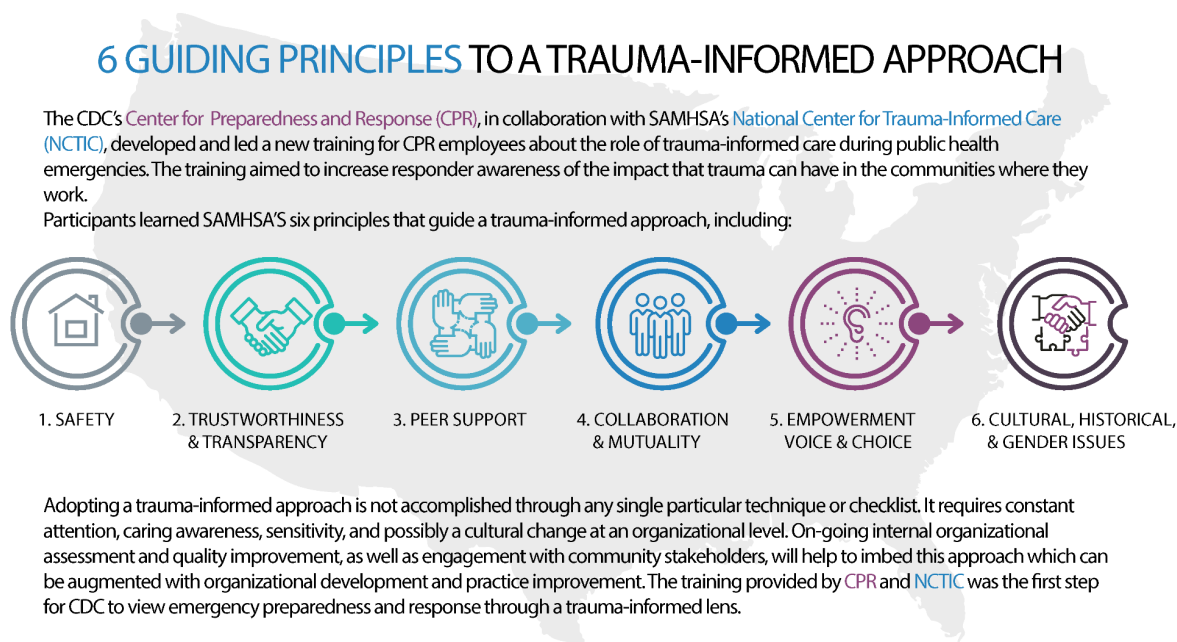 6 GUIDING PRINCIPLES TO A TRAUMA-INFORMED APPROACH
The CDC's Center for Preparedness and Response (CPR), in collaboration with SAMHSA's National Center for Trauma-Informed Care
(NCTIC), developed and led a new training for CPR employees about the role of trauma-informed care during public health
emergencies. The training aimed to increase responder awareness of the impact that trauma can have in the communities where they
work.
Participants learned SAMHSA'S six principles that guide a trauma-informed approach, including:
1. SAFETY
2. TRUSTWORTHINESS
& TRANSPARENCY
3. PEER SUPPORT
4. COLLABORATION
& MUTUALITY
5. EMPOWERMENT
VOICE & CHOICE
6. CULTURAL, HISTORICAL,
& GENDER ISSUES
Adopting a trauma-informed approach is not accomplished through any single particular technique or checklist. It requires constant
attention, caring awareness, sensitivity, and possibly a cultural change at an organizational level. On-going internal organizational
assessment and quality improvement, as well as engagement with community stakeholders, will help to imbed this approach which can
be augmented with organizational development and practice improvement. The training provided by CPR and NCTIC was the first step
for CDC to view emergency preparedness and response through a trauma-informed lens.